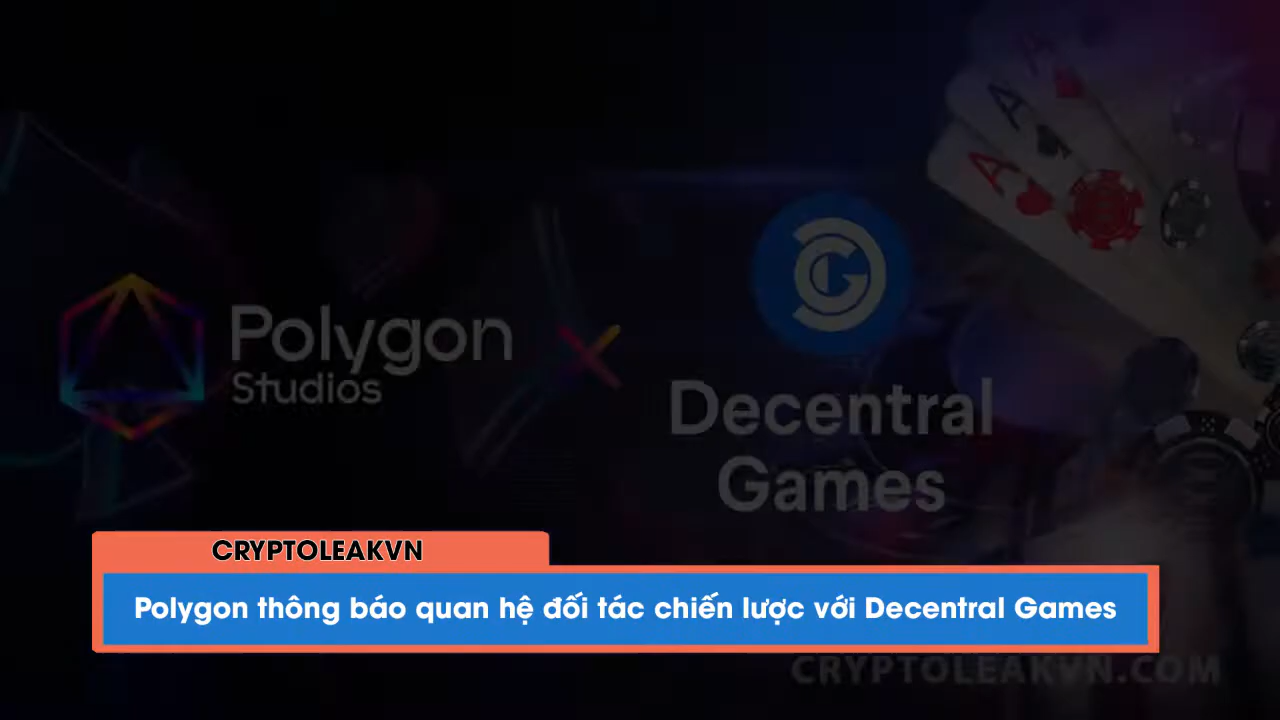 Polygon
Studios
Decentral
Games
A
A
A
CRYPTOLEAKVN
Polygon thông báo quan hệ đối tác chiến lược với Decentral Games
CRYPTOLEAKVN.COM